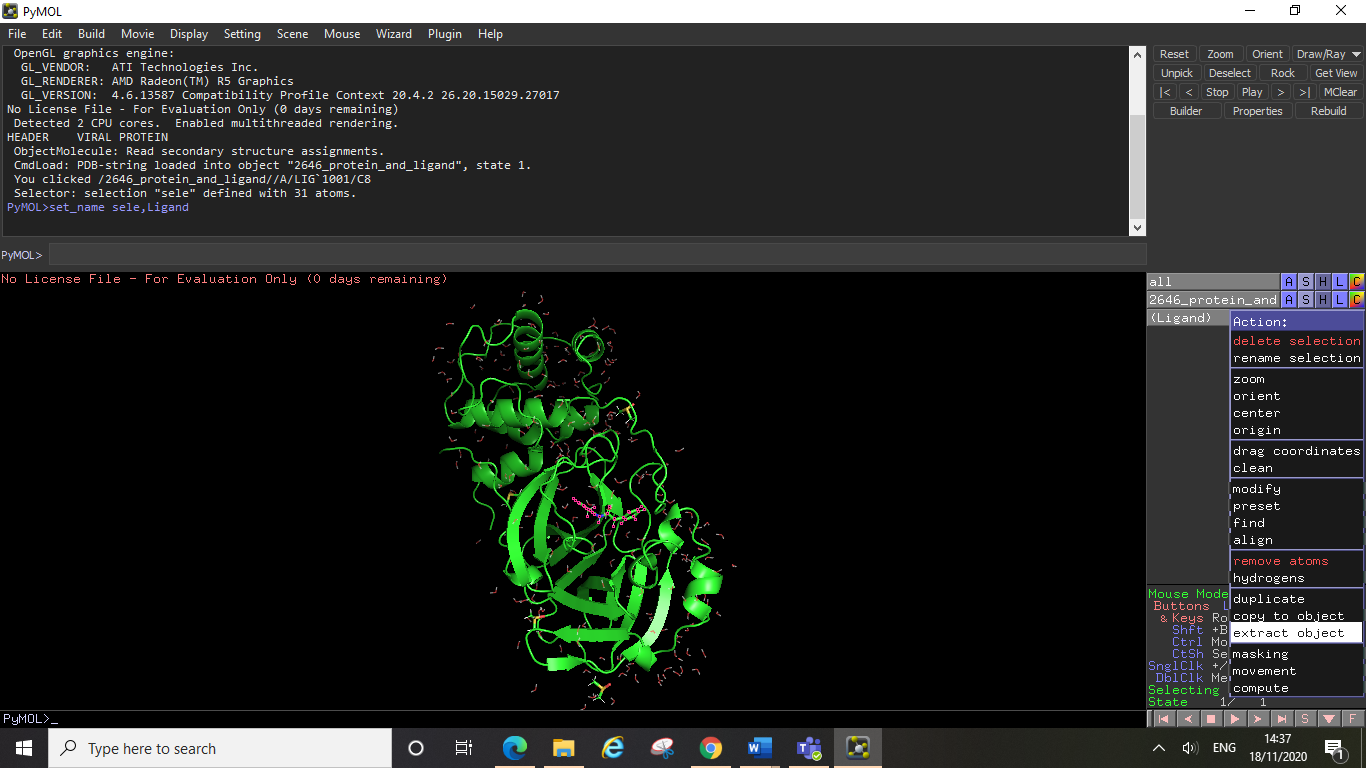 PyMOL
File Edit Build Movie Display Setting Scene Mouse Wizard Plugin Help
OpenGL graphics engine:
GL_VENDOR: ATI Technologies Inc.
GL_RENDERER: AMD Radeon(TM) R5 Graphics
GL_VERSION: 4.6.13587 Compatibility Profile Context 20.4.2 26.20.15029.27017
No License File - For Evaluation Only (0 days remaining)
Detected 2 CPU cores. Enabled multithreaded rendering.
HEADER VIRAL PROTEIN
ObjectMolecule: Read secondary structure assignments.
CmdLoad: PDB-string loaded into object "2646_protein_and_ligand", state 1.
You clicked /2646_protein_and_ligand//A/LIG`1001/C8
Selector: selection "sele" defined with 31 atoms.
PyMOL>set_name sele,Ligand
PyMOL>
Reset Zoom Orient Draw/Ray
Unpick Deselect Rock Get View
|< < Stop Play > >| MClear
Builder Properties Rebuild
No License File - For Evaluation Only (0 days remaining)
all A S H L C
2646_protein_and A S H L C
(Ligand)
Action:
delete selection
rename selection
zoom
orient
center
origin
drag coordinates
clean
modify
preset
find
align
remove atoms
hydrogens
duplicate
copy to object
extract object
masking
movement
compute
Mouse Mode
Buttons L
& Keys Ro
Shft +B
Ctrl Mo
CtSh Se
SnglClk +/
DblClk Me
Selecting
State 1/ 1
S F
PyMOL>_
Type here to search
ENG
14:37
18/11/2020
1